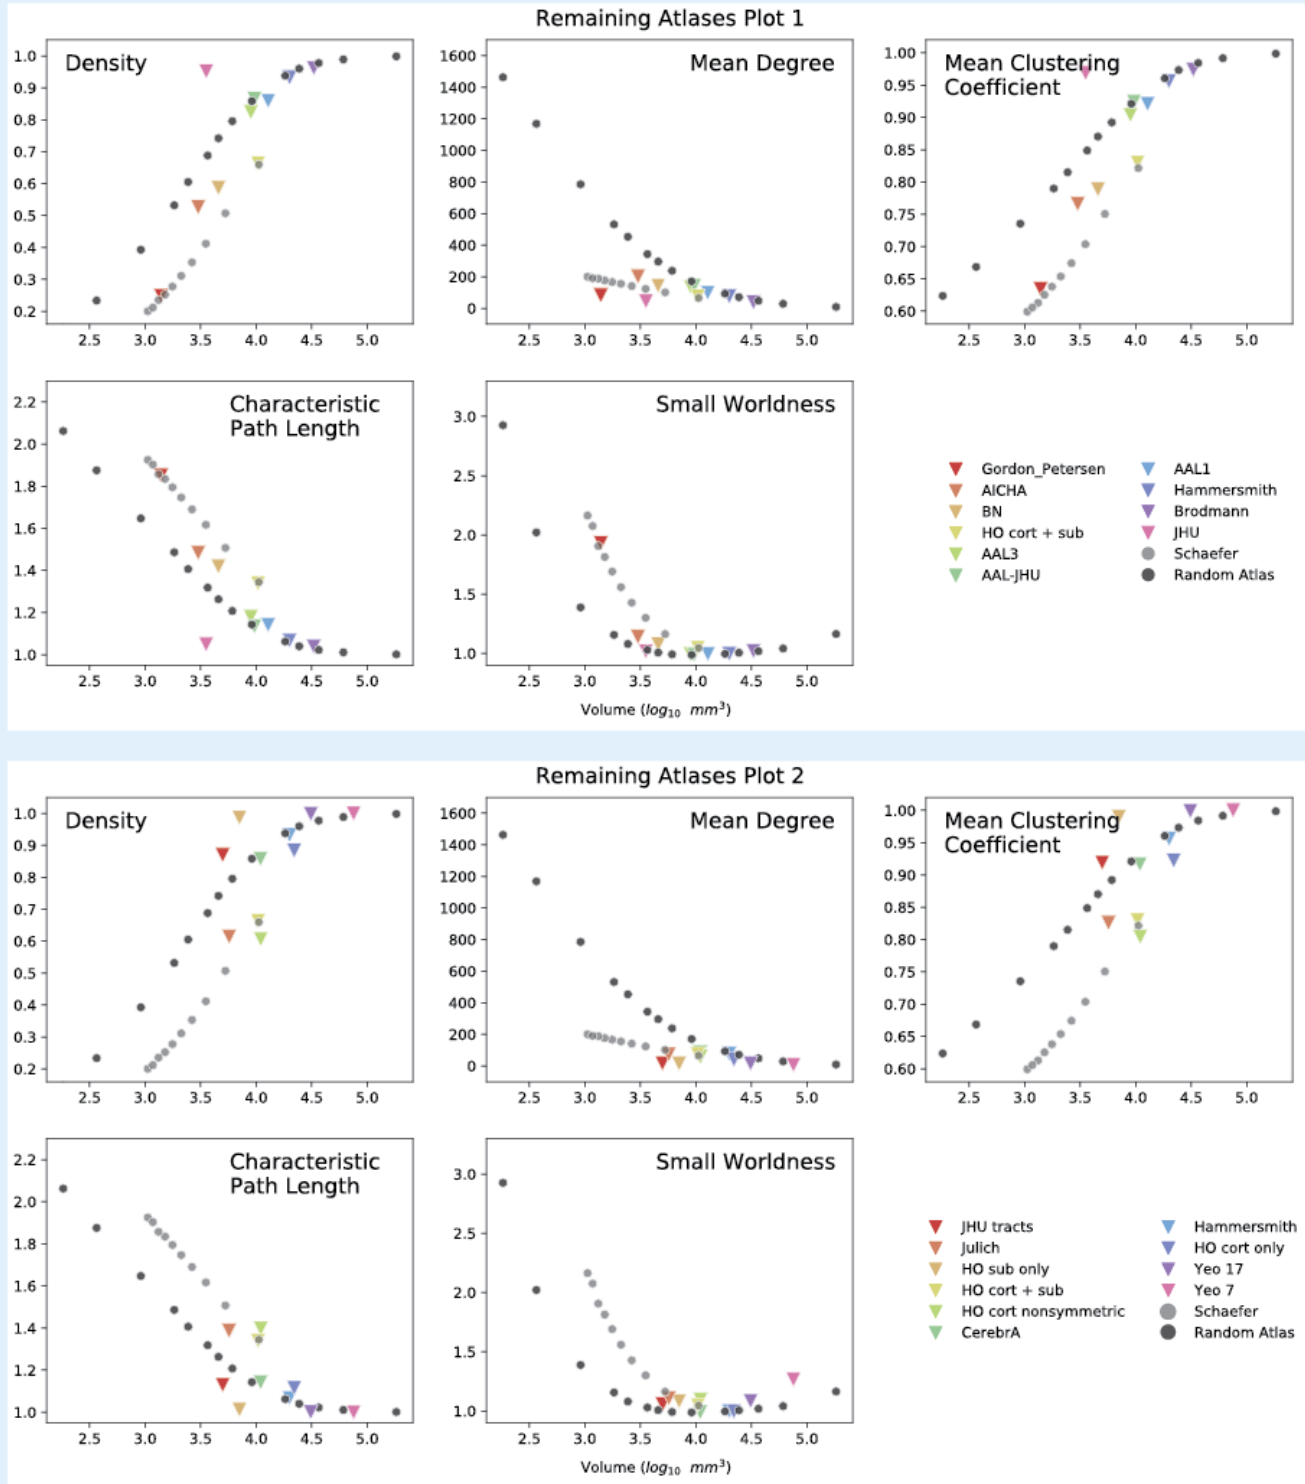 Remaining Atlases Plot 1
Density
1.0
0.9
0.8
0.7
0.6
0.5
0.4
0.3
0.2
2.5 3.0 3.5 4.0 4.5 5.0
Mean Degree
1600
1400
1200
1000
800
600
400
200
0
2.5 3.0 3.5 4.0 4.5 5.0
Mean Clustering
Coefficient
1.00
0.95
0.90
0.85
0.80
0.75
0.70
0.65
0.60
2.5 3.0 3.5 4.0 4.5 5.0
Characteristic
Path Length
2.2
2.0
1.8
1.6
1.4
1.2
1.0
2.5 3.0 3.5 4.0 4.5 5.0
Small Worldness
3.0
2.5
2.0
1.5
1.0
2.5 3.0 3.5 4.0 4.5 5.0
Volume (log₁₀ mm³)
Gordon_Petersen
AICHA
BN
HO cort + sub
AAL3
AAL-JHU
AAL1
Hammersmith
Brodmann
JHU
Schaefer
Random Atlas
Remaining Atlases Plot 2
Density
1.0
0.9
0.8
0.7
0.6
0.5
0.4
0.3
0.2
2.5 3.0 3.5 4.0 4.5 5.0
Mean Degree
1600
1400
1200
1000
800
600
400
200
0
2.5 3.0 3.5 4.0 4.5 5.0
Mean Clustering
Coefficient
1.00
0.95
0.90
0.85
0.80
0.75
0.70
0.65
0.60
2.5 3.0 3.5 4.0 4.5 5.0
Characteristic
Path Length
2.2
2.0
1.8
1.6
1.4
1.2
1.0
2.5 3.0 3.5 4.0 4.5 5.0
Small Worldness
3.0
2.5
2.0
1.5
1.0
2.5 3.0 3.5 4.0 4.5 5.0
Volume (log₁₀ mm³)
JHU tracts
Julich
HO sub only
HO cort + sub
HO cort nonsymmetric
CerebrA
Hammersmith
HO cort only
Yeo 17
Yeo 7
Schaefer
Random Atlas